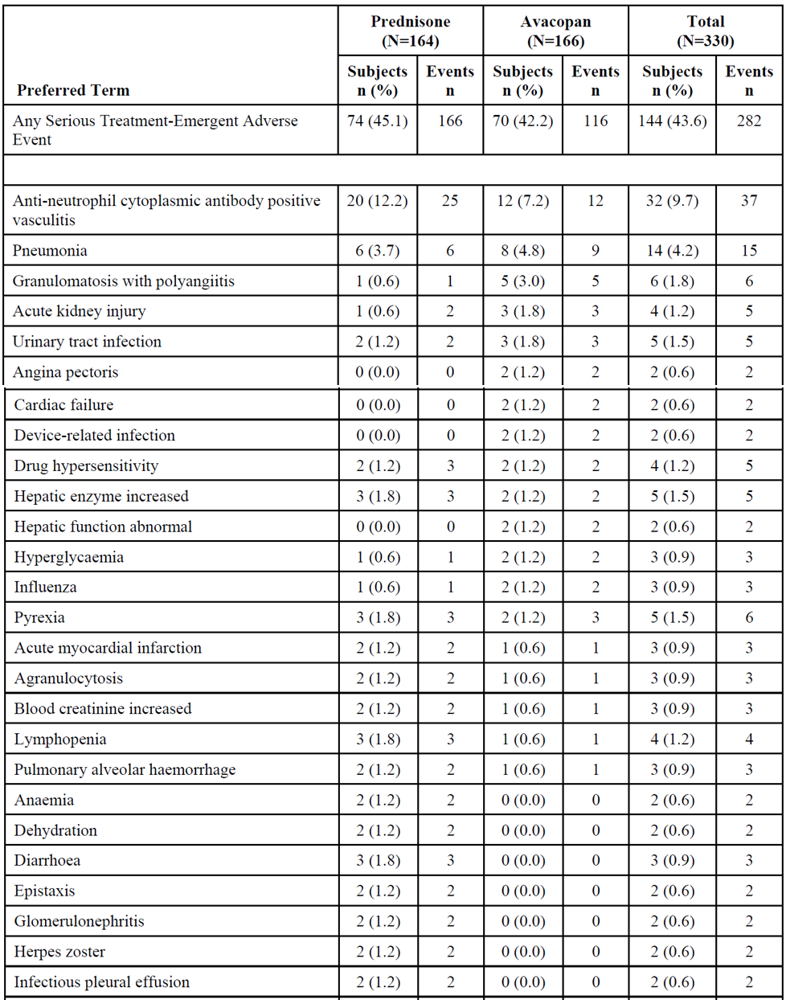 Prednisone Avacopan Total
(N=164) (N=166) (N=330)
Subjects Events Subjects Events Subjects Events
Preferred Term n (%) n n (%) n n (%) n
Any Serious Treatment-Emergent Adverse 74 (45.1) 166 70 (42.2) 116 144 (43.6) 282
Event
Anti-neutrophil cytoplasmic antibody positive 20 (12.2) 25 12 (7.2) 12 32 (9.7) 37
vasculitis
Pneumonia 6 (3.7) 6 8 (4.8) 9 14 (4.2) 15
Granulomatosis with polyangiitis 1 (0.6) 1 5 (3.0) 5 6 (1.8) 6
Acute kidney injury 1 (0.6) 2 3 (1.8) 3 4 (1.2) 5
Urinary tract infection 2 (1.2) 2 3 (1.8) 3 5 (1.5) 5
Angina pectoris 0 (0.0) 0 2 (1.2) 2 2 (0.6) 2
Cardiac failure 0 (0.0) 0 2 (1.2) 2 2 (0.6) 2
Device-related infection 0 (0.0) 0 2 (1.2) 2 2 (0.6) 2
Drug hypersensitivity 2 (1.2) 3 2 (1.2) 2 4 (1.2) 5
Hepatic enzyme increased 3 (1.8) 3 2 (1.2) 2 5 (1.5) 5
Hepatic function abnormal 0 (0.0) 0 2 (1.2) 2 2 (0.6) 2
Hyperglycaemia 1 (0.6) 1 2 (1.2) 2 3 (0.9) 3
Influenza 1 (0.6) 1 2 (1.2) 2 3 (0.9) 3
Pyrexia 3 (1.8) 3 2 (1.2) 3 5 (1.5) 6
Acute myocardial infarction 2 (1.2) 2 1 (0.6) 1 3 (0.9) 3
Agranulocytosis 2 (1.2) 2 1 (0.6) 1 3 (0.9) 3
Blood creatinine increased 2 (1.2) 2 1 (0.6) 1 3 (0.9) 3
Lymphopenia 3 (1.8) 3 1 (0.6) 1 4 (1.2) 4
Pulmonary alveolar haemorrhage 2 (1.2) 2 1 (0.6) 1 3 (0.9) 3
Anaemia 2 (1.2) 2 0 (0.0) 0 2 (0.6) 2
Dehydration 2 (1.2) 2 0 (0.0) 0 2 (0.6) 2
Diarrhoea 3 (1.8) 3 0 (0.0) 0 3 (0.9) 3
Epistaxis 2 (1.2) 2 0 (0.0) 0 2 (0.6) 2
Glomerulonephritis 2 (1.2) 2 0 (0.0) 0 2 (0.6) 2
Herpes zoster 2 (1.2) 2 0 (0.0) 0 2 (0.6) 2
Infectious pleural effusion 2 (1.2) 2 0 (0.0) 0 2 (0.6) 2